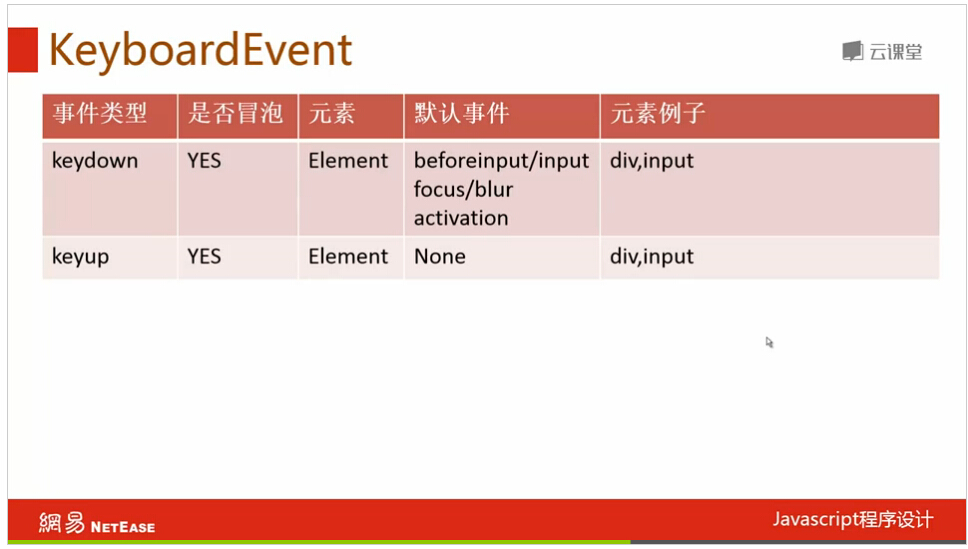 KeyboardEvent
云课堂
事件类型 是否冒泡 元素 默认事件 元素例子
keydown YES Element beforeinput/input div,input
focus/blur
activation
keyup YES Element None div,input
網易 NETEASE
Javascript程序设计